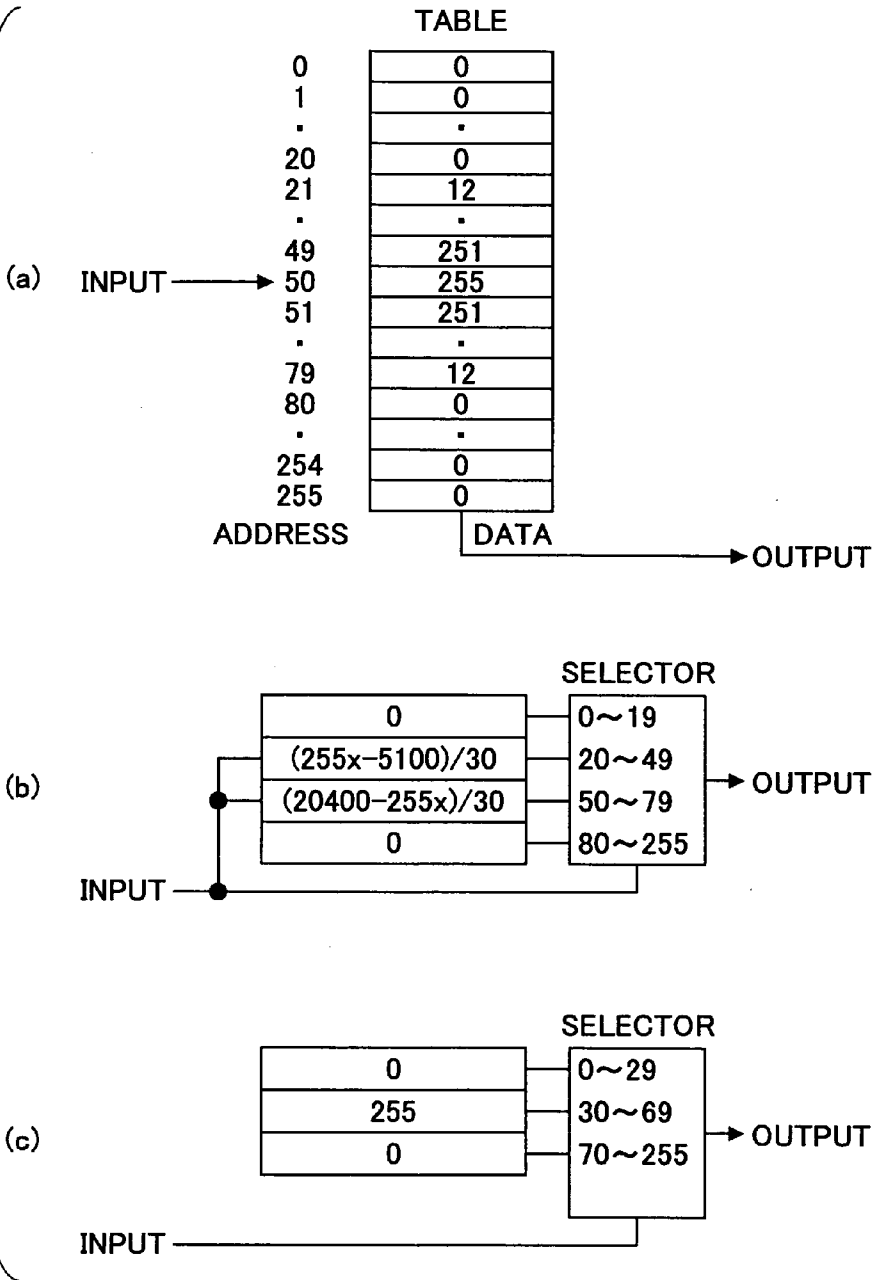 TABLE
0 0
1 0
. .
20 0
21 12
. .
49 251
(a) INPUT 50 255
51 251
. .
79 12
80 0
. .
254 0
255 0
ADDRESS DATA
OUTPUT
SELECTOR
0 0～19
(255x−5100)/30 20～49
(b) OUTPUT
(20400−255x)/30 50～79
0 80～255
INPUT
SELECTOR
0 0～29
255 30～69
(c) OUTPUT
0 70～255
INPUT